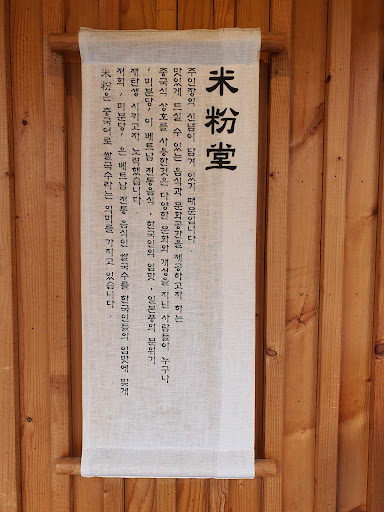 米粉堂
米粉은 중국어로 쌀국수라는 의미를 가지고 있습니다.
저희 '미분당' 은 베트남 전통 음식인 쌀국수를 한국인들의 입맛에 맞게
재탄생 시키고자 노력했습니다.
'미분당'이 베트남 전통음식, 한국인의 입맛, 일본풍의 분위기
중국식 상호를 사용한것은 다양한 문화와 개성을 지닌 사람들이 누구나
맛있게 드실 수 있는 음식과 문화공간을 제공하고자 하는
주인장의 신념이 담겨 있기 때문입니다.